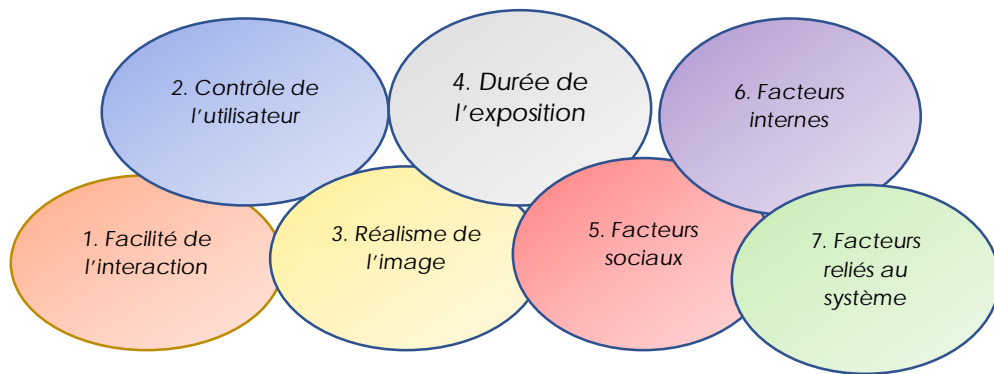 1. Facilité de
l'interaction
2. Contrôle de
l'utilisateur
3. Réalisme de
l'image
4. Durée de
l'exposition
5. Facteurs
sociaux
6. Facteurs
internes
7. Facteurs
reliés au
système